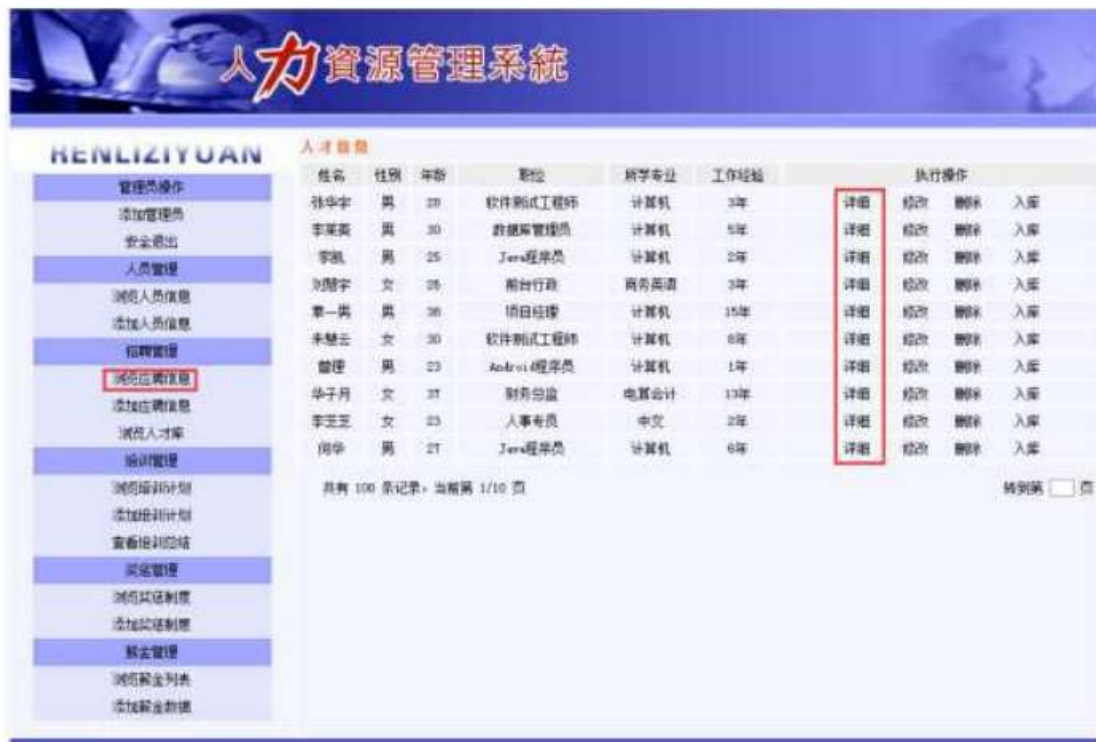 人力資源管理系統
RENLIZIYUAN
管理员操作
添加管理员
安全退出
人员管理
浏览人员信息
添加人员信息
招聘管理
浏览应聘信息
添加应聘信息
浏览人才库
培训管理
浏览培训计划
添加培训计划
查看培训总结
奖惩管理
浏览奖惩制度
添加奖惩制度
薪金管理
浏览薪金列表
添加薪金数据
人才信息
姓名 性别 年龄 职位 所学专业 工作经验 执行操作
张华宇 男 28 软件测试工程师 计算机 3年 详细 修改 删除 入库
李莱英 男 30 数据库管理员 计算机 5年 详细 修改 删除 入库
李凯 男 25 Java程序员 计算机 2年 详细 修改 删除 入库
刘慧宇 女 26 前台行政 商务英语 3年 详细 修改 删除 入库
章一男 男 38 项目经理 计算机 15年 详细 修改 删除 入库
朱慧云 女 30 软件测试工程师 计算机 8年 详细 修改 删除 入库
男 23 Android程序员 计算机 1年 详细 修改 删除 入库
华子月 女 37 财务总监 电算会计 13年 详细 修改 删除 入库
李芝芝 女 23 人事专员 中文 2年 详细 修改 删除 入库
何华 男 27 Java程序员 计算机 6年 详细 修改 删除 入库
共有 100 条记录，当前第 1/10 页 转到第 页